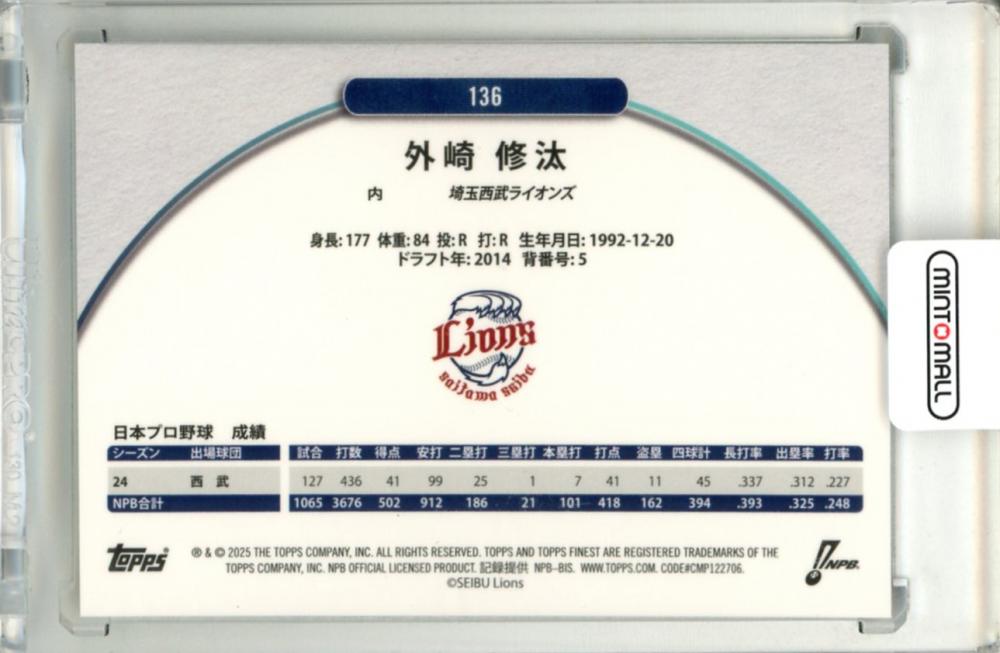 136
外崎 修汰
内 埼玉西武ライオンズ
身長: 177 体重: 84 投: R 打: R 生年月日: 1992-12-20
ドラフト年: 2014 背番号: 5
Lions
saitama seibu
MINTOMALL
日本プロ野球 成績
シーズン 出場球団 試合 打数 得点 安打 二塁打 三塁打 本塁打 打点 盗塁 四球計 長打率 出塁率 打率
24 西 武 127 436 41 99 25 1 7 41 11 45 .337 .312 .227
NPB合計 1065 3676 502 912 186 21 101 418 162 394 .393 .325 .248
Topps
® & © 2025 THE TOPPS COMPANY, INC. ALL RIGHTS RESERVED. TOPPS AND TOPPS FINEST ARE REGISTERED TRADEMARKS OF THE
TOPPS COMPANY, INC. NPB OFFICIAL LICENSED PRODUCT. 記録提供 NPB-BIS. WWW.TOPPS.COM. CODE#CMP122706.
©SEIBU Lions
NPB